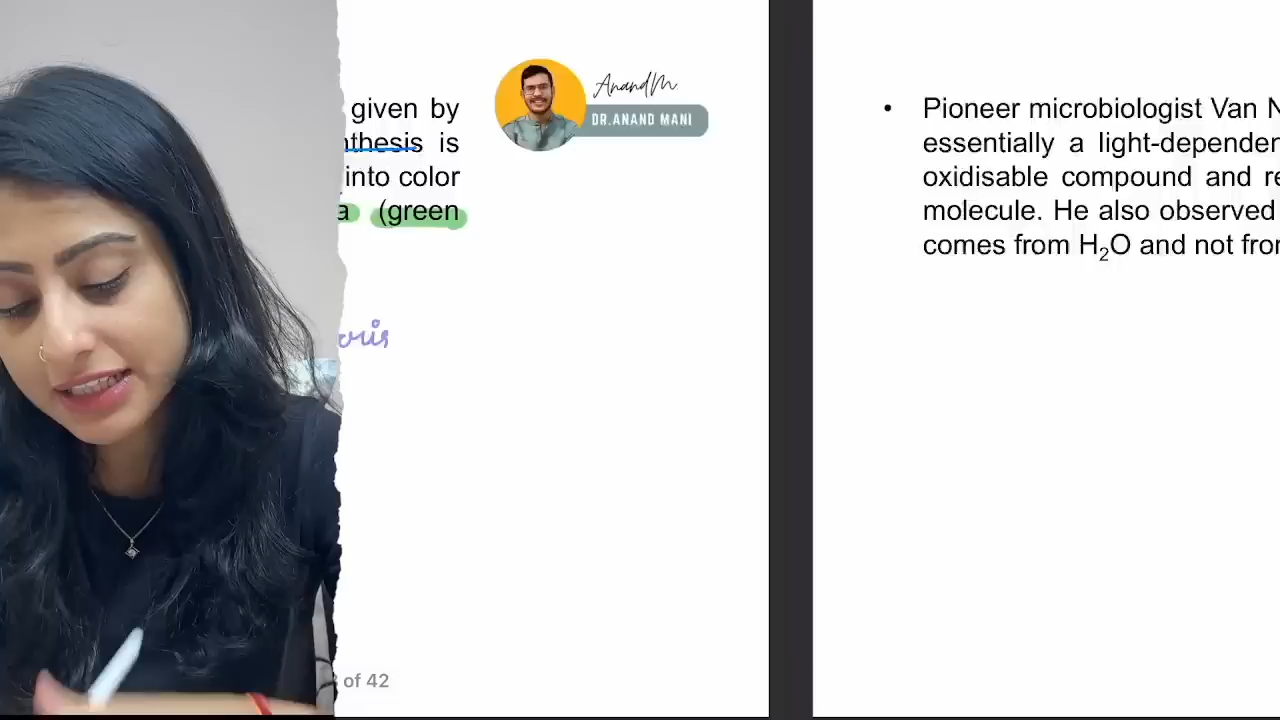 given by
nthesis is
into color
a (green
AnandM
DR.ANAND MANI
of 42
• Pioneer microbiologist Van N
essentially a light-depender
oxidisable compound and re
molecule. He also observed
comes from H₂O and not fror